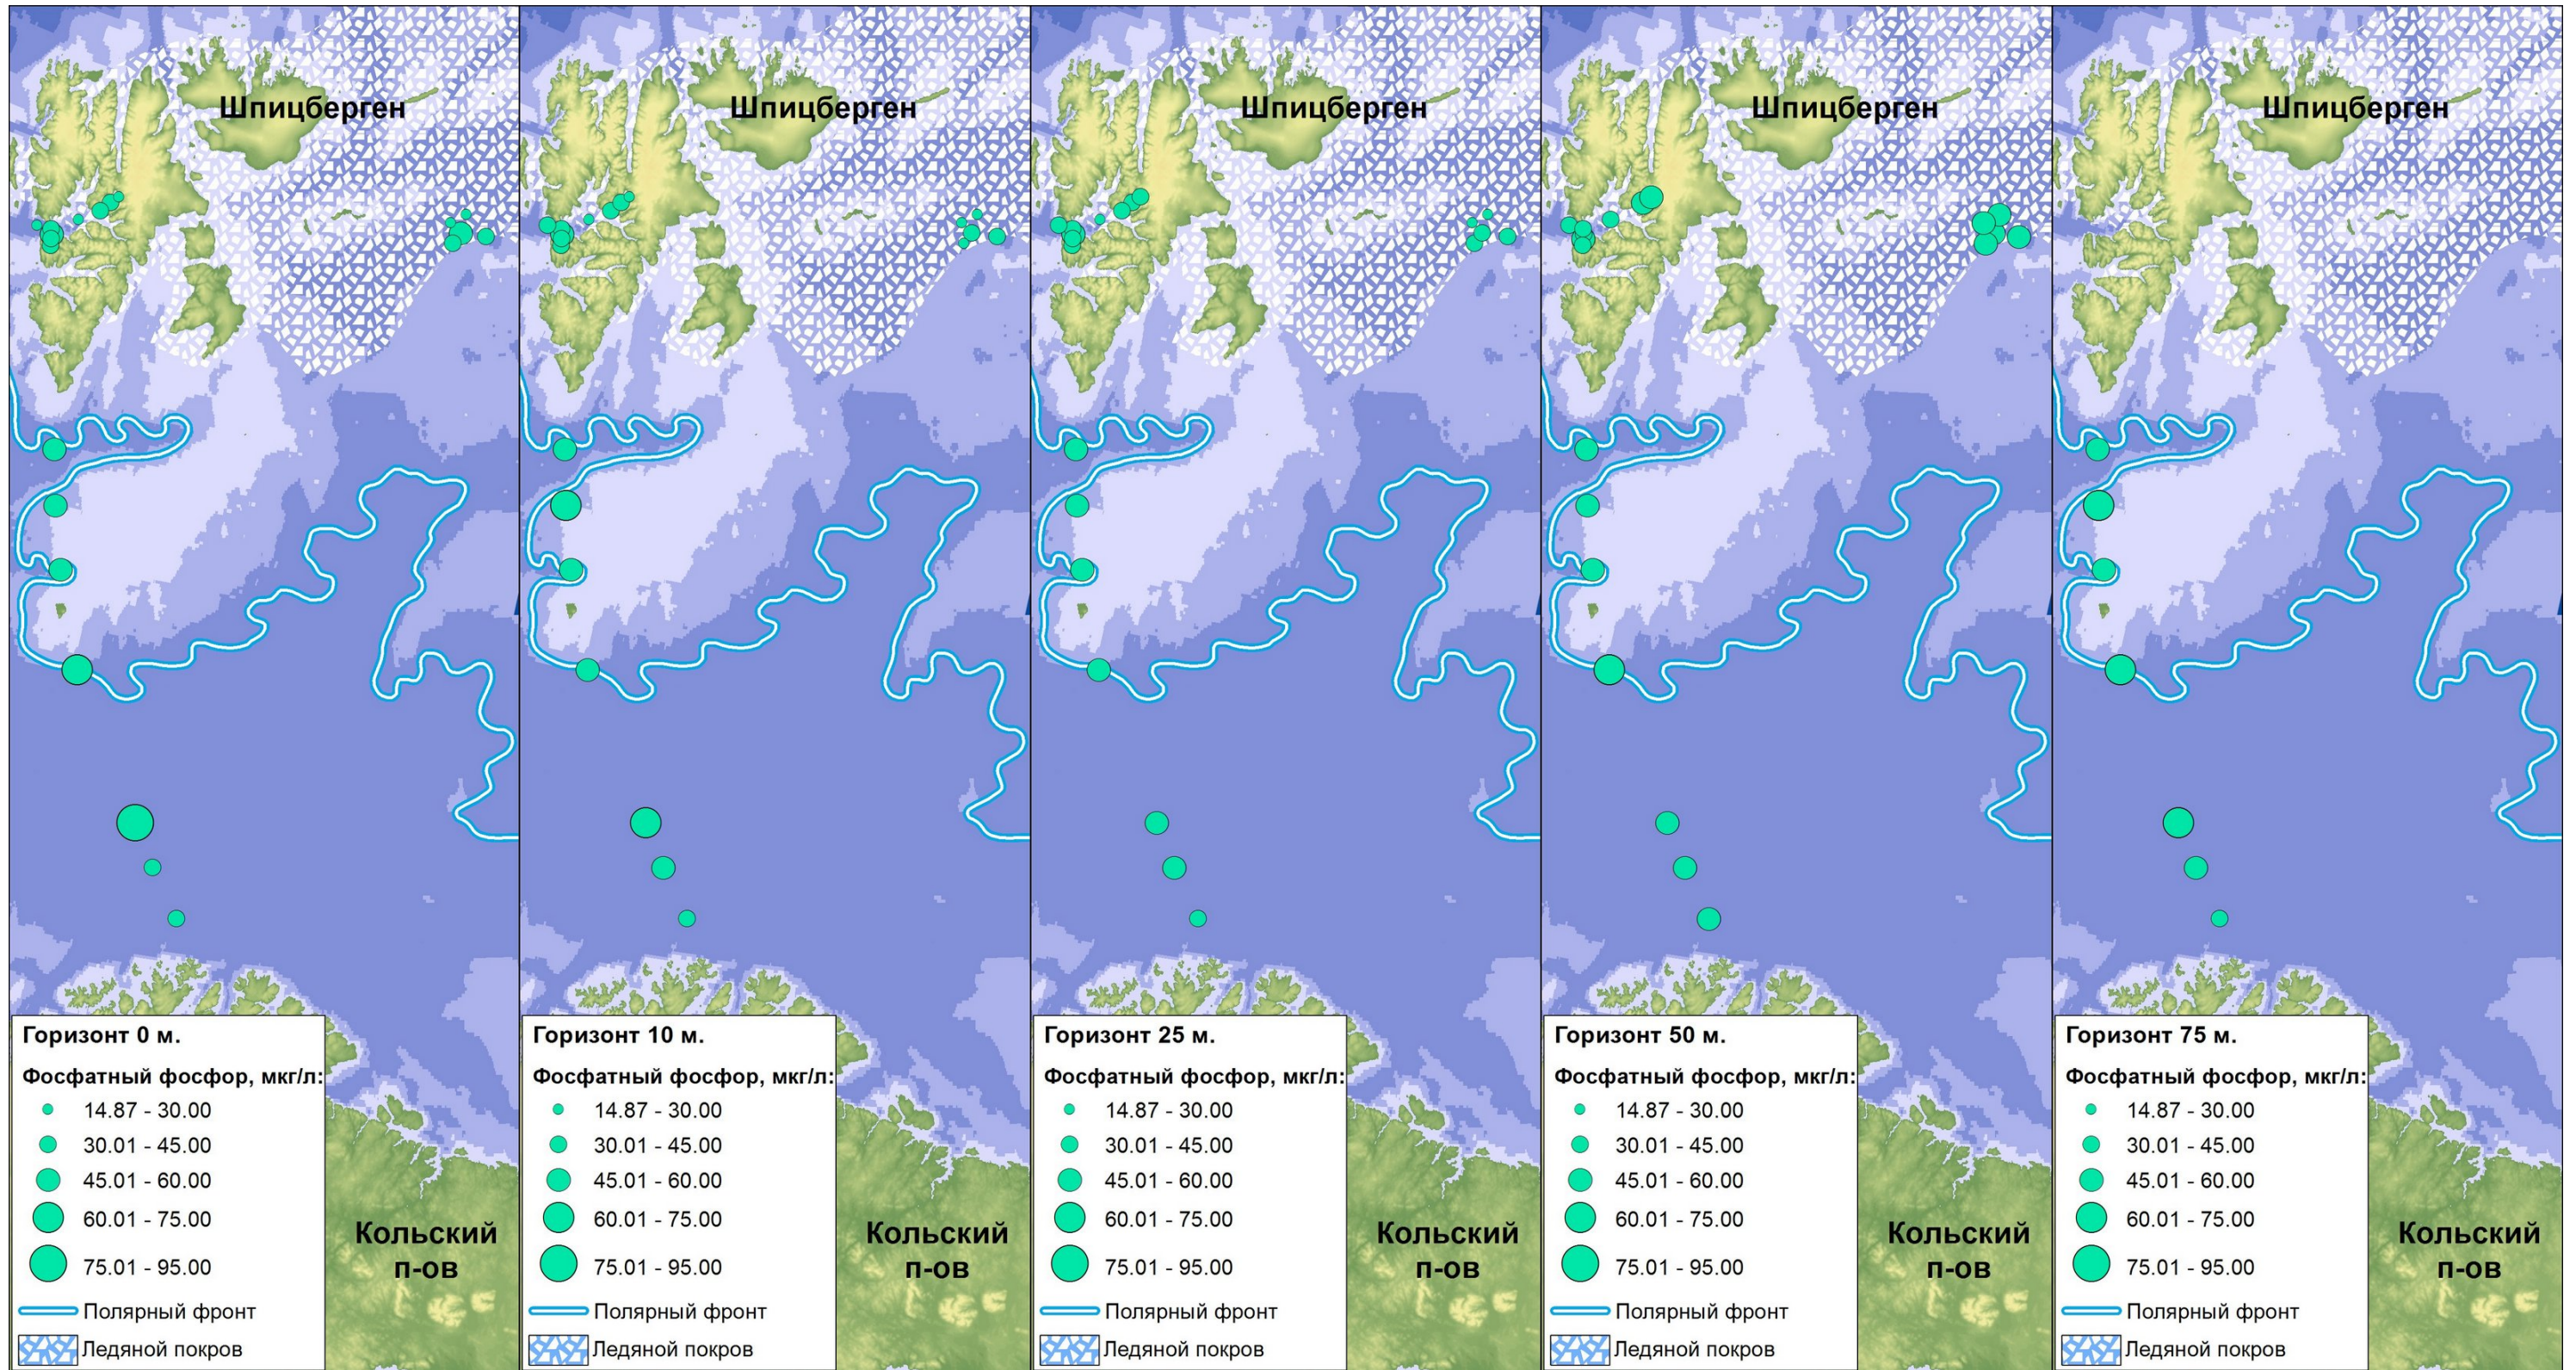 Шпицберген
Кольский
п-ов
Горизонт 0 м.
Фосфатный фосфор, мкг/л:
14.87 - 30.00
30.01 - 45.00
45.01 - 60.00
60.01 - 75.00
75.01 - 95.00
Полярный фронт
Ледяной покров
Шпицберген
Кольский
п-ов
Горизонт 10 м.
Фосфатный фосфор, мкг/л:
14.87 - 30.00
30.01 - 45.00
45.01 - 60.00
60.01 - 75.00
75.01 - 95.00
Полярный фронт
Ледяной покров
Шпицберген
Кольский
п-ов
Горизонт 25 м.
Фосфатный фосфор, мкг/л:
14.87 - 30.00
30.01 - 45.00
45.01 - 60.00
60.01 - 75.00
75.01 - 95.00
Полярный фронт
Ледяной покров
Шпицберген
Кольский
п-ов
Горизонт 50 м.
Фосфатный фосфор, мкг/л:
14.87 - 30.00
30.01 - 45.00
45.01 - 60.00
60.01 - 75.00
75.01 - 95.00
Полярный фронт
Ледяной покров
Шпицберген
Кольский
п-ов
Горизонт 75 м.
Фосфатный фосфор, мкг/л:
14.87 - 30.00
30.01 - 45.00
45.01 - 60.00
60.01 - 75.00
75.01 - 95.00
Полярный фронт
Ледяной покров